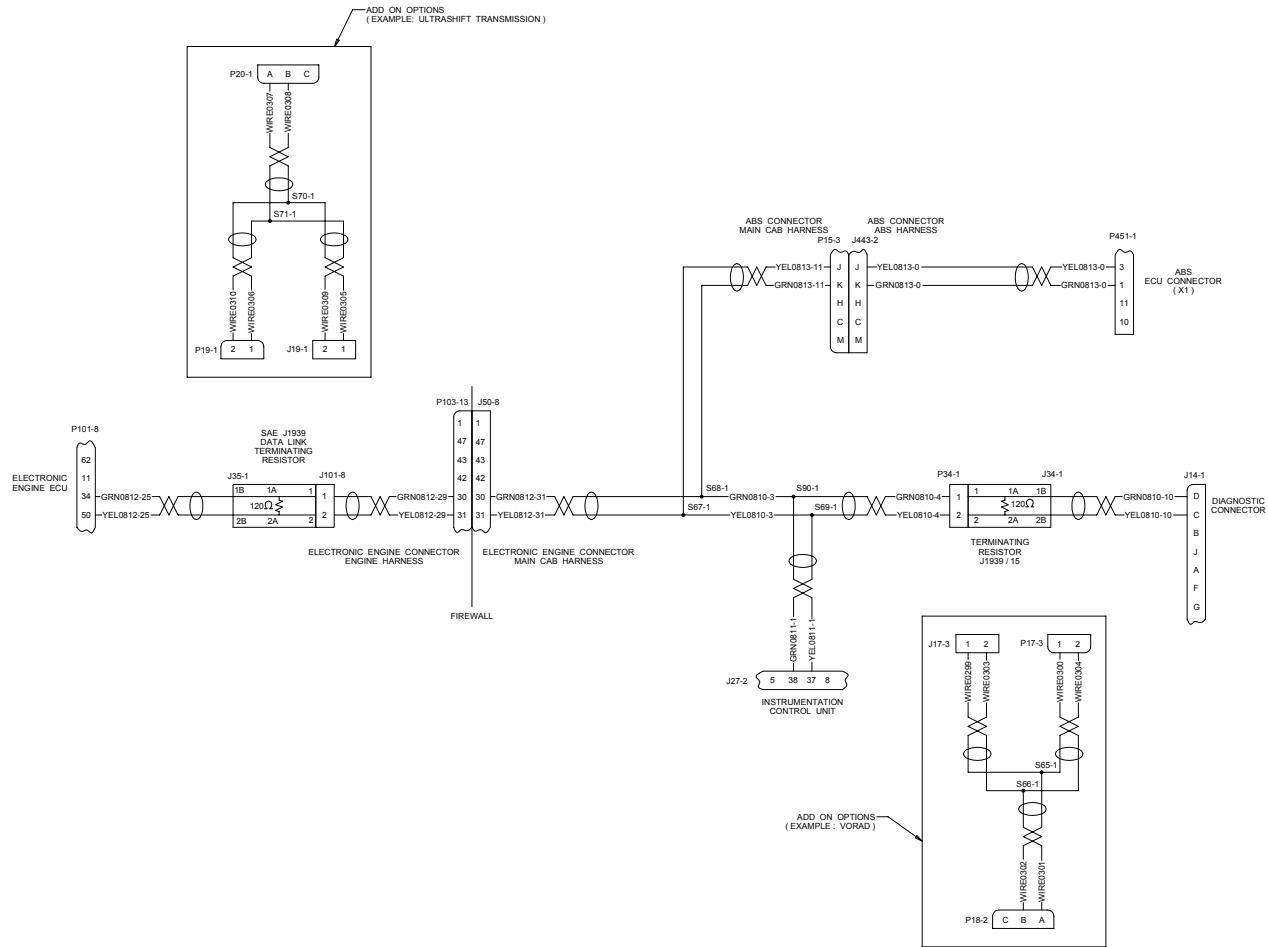 ADD ON OPTIONS
( EXAMPLE: ULTRASHIFT TRANSMISSION )
P20-1
A B C
WIRE0307
WIRE0308
S70-1
S71-1
WIRE0310
WIRE0306
WIRE0309
WIRE0305
P19-1
2 1
J19-1
2 1
ABS CONNECTOR
MAIN CAB HARNESS
P15-3
ABS CONNECTOR
ABS HARNESS
J443-2
P451-1
YEL0813-11
J J
YEL0813-0
YEL0813-0
3
GRN0813-11
K K
GRN0813-0
GRN0813-0
1
H H
11
C C
10
M M
ABS
ECU CONNECTOR
( X1 )
P101-8
62
11
34
50
ELECTRONIC
ENGINE ECU
GRN0812-25
YEL0812-25
SAE J1939
DATA LINK
TERMINATING
RESISTOR
J35-1
J101-8
1B 1A 1
1
120Ω
2B 2A 2
2
GRN0812-29
YEL0812-29
P103-13
J50-8
1 1
47 47
43 43
42 42
30 30
31 31
GRN0812-31
YEL0812-31
ELECTRONIC ENGINE CONNECTOR
ENGINE HARNESS
ELECTRONIC ENGINE CONNECTOR
MAIN CAB HARNESS
FIREWALL
S68-1
S67-1
GRN0810-3
YEL0810-3
S90-1
S69-1
GRN0810-4
YEL0810-4
P34-1
J34-1
1
1 1A 1B
120Ω
2
2 2A 2B
TERMINATING
RESISTOR
J1939 / 15
GRN0810-10
YEL0810-10
J14-1
D
C
B
J
A
F
G
DIAGNOSTIC
CONNECTOR
GRN0811-1
YEL0811-1
J27-2
5 38 37 8
INSTRUMENTATION
CONTROL UNIT
J17-3
1 2
P17-3
1 2
WIRE0299
WIRE0303
WIRE0300
WIRE0304
S65-1
S66-1
ADD ON OPTIONS
( EXAMPLE : VORAD )
WIRE0302
WIRE0301
P18-2
C B A